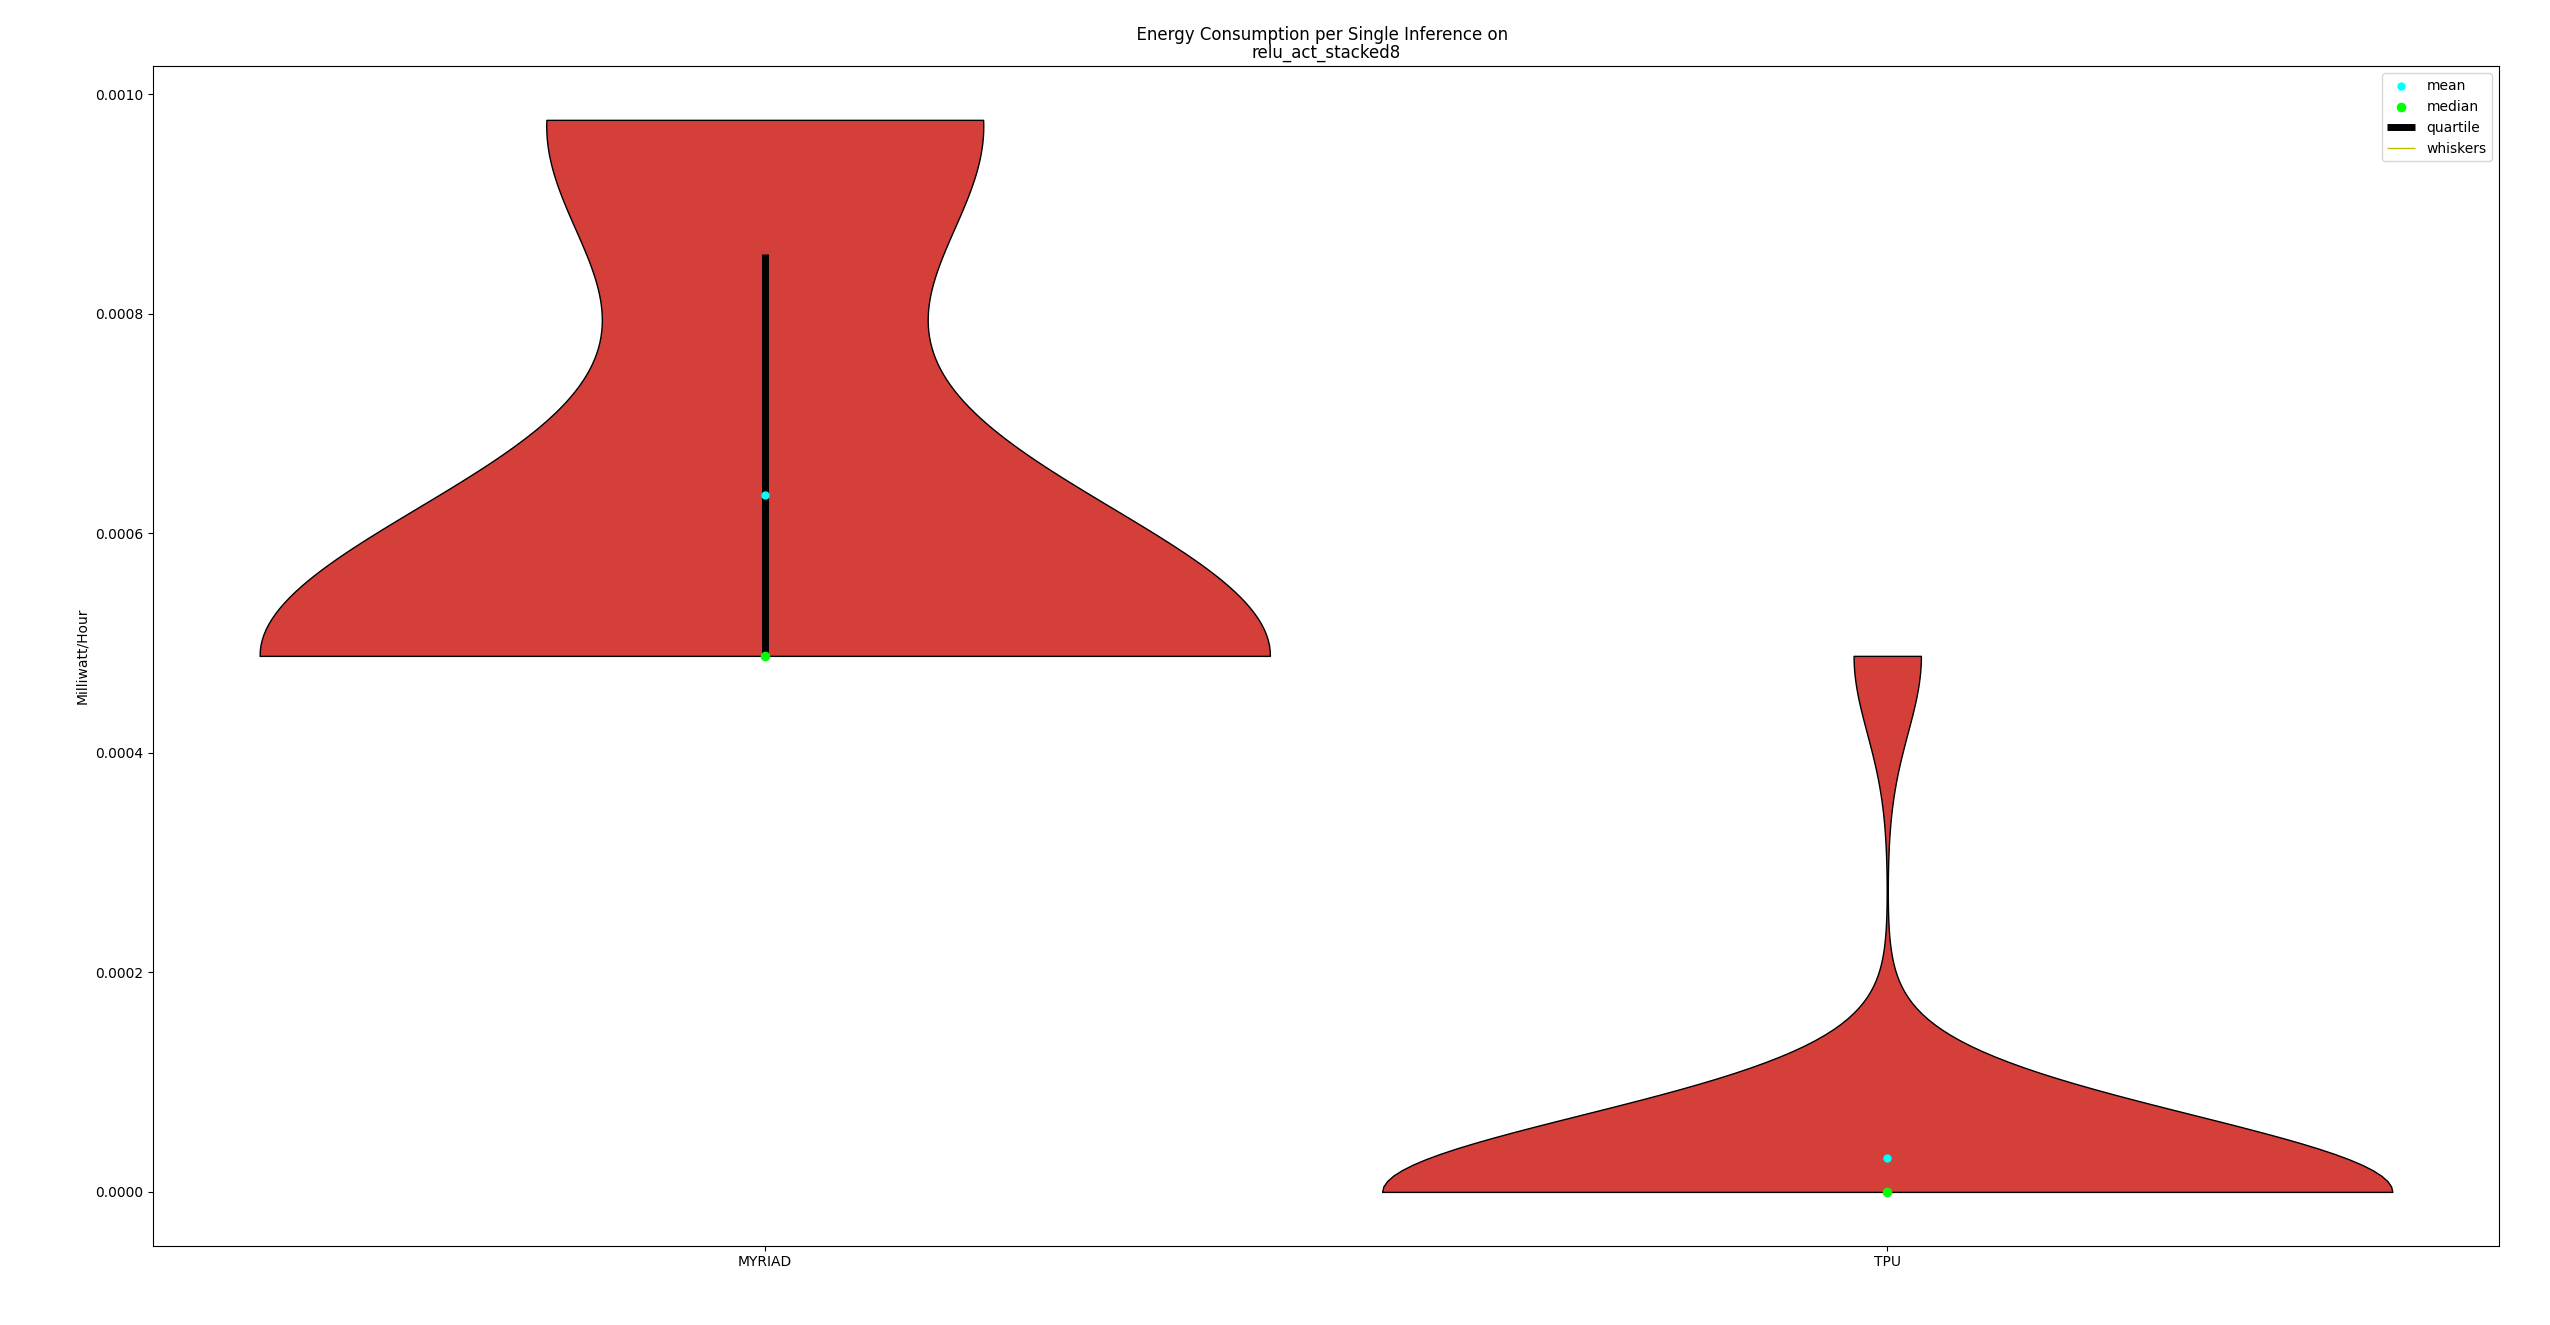 Energy Consumption per Single Inference on
relu_act_stacked8
mean
median
quartile
whiskers
Milliwatt/Hour
0.0010
0.0008
0.0006
0.0004
0.0002
0.0000
MYRIAD
TPU